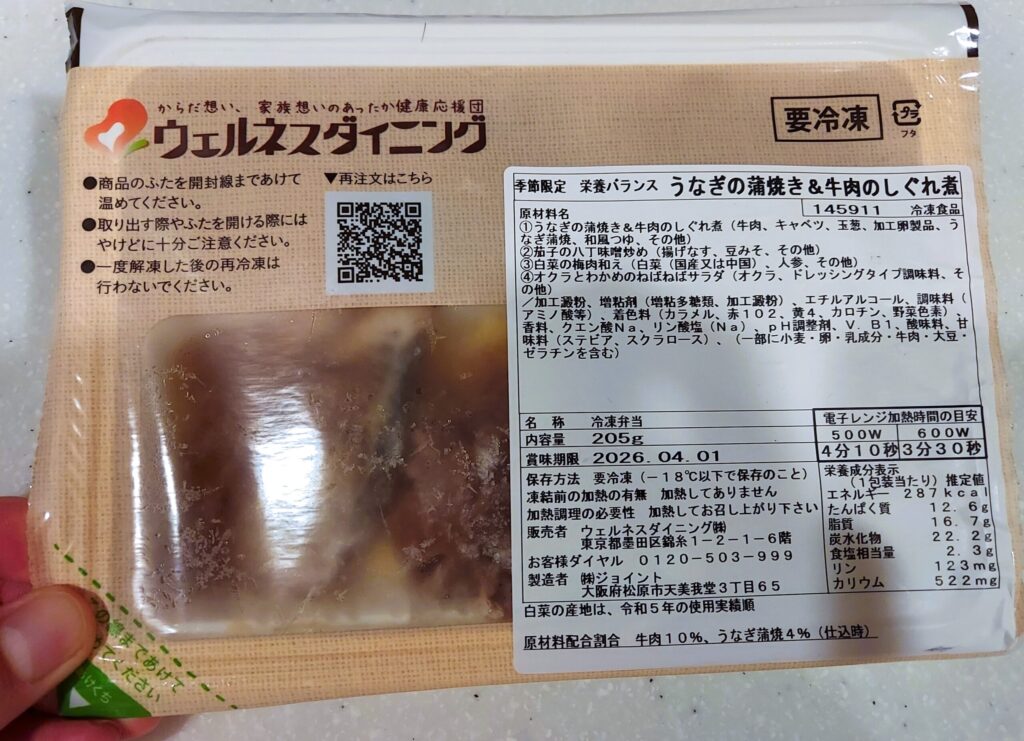 からだ想い、家族想いのあったか健康応援団
ウェルネスダイニング
要冷凍
プラ
フタ
●商品のふたを開封線まであけて
温めてください。
●取り出す際やふたを開ける際には
やけどに十分ご注意ください。
●一度解凍した後の再冷凍は
行わないでください。
▼再注文はこちら
季節限定 栄養バランス うなぎの蒲焼き&牛肉のしぐれ煮
145911 冷凍食品
原材料名
①うなぎの蒲焼き&牛肉のしぐれ煮(牛肉、キャベツ、玉葱、加工卵製品、う
なぎ蒲焼、和風つゆ、その他)
②茄子の八丁味噌炒め(揚げなす、豆みそ、その他)
③白菜の梅肉和え(白菜(国産又は中国)、人参、その他)
④オクラとわかめのねばねばサラダ(オクラ、ドレッシングタイプ調味料、そ
の他)
/加工澱粉、増粘剤(増粘多糖類、加工澱粉)、エチルアルコール、調味料(
アミノ酸等)、着色料(カラメル、赤102、黄4、カロチン、野菜色素)、
香料、クエン酸Na、リン酸塩(Na)、pH調整剤、V.B1、酸味料、甘
味料(ステビア、スクラロース)、(一部に小麦・卵・乳成分・牛肉・大豆・
ゼラチンを含む)
名 称 冷凍弁当
内容量 205g
賞味期限 2026.04.01
保存方法 要冷凍(-18℃以下で保存のこと)
凍結前の加熱の有無 加熱してありません
加熱調理の必要性 加熱してお召し上がり下さい
販売者 ウェルネスダイニング㈱
東京都墨田区錦糸1-2-1-6階
お客様ダイヤル 0120-503-999
製造者 ㈱ジョイント
大阪府松原市天美我堂3丁目65
電子レンジ加熱時間の目安
500W 600W
4分10秒 3分30秒
栄養成分表示
(1包装当たり)推定値
エネルギー 287kcal
たんぱく質 12.6g
脂質 16.7g
炭水化物 22.2g
食塩相当量 2.3g
リン 123mg
カリウム 522mg
白菜の産地は、令和5年の使用実績順
原材料配合割合 牛肉10%、うなぎ蒲焼4%(仕込時)
まであけて
てください
けくち